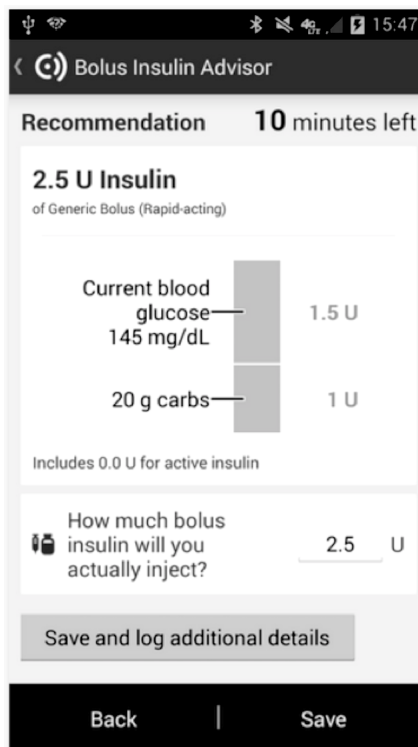 4G LTE 15:47
Bolus Insulin Advisor
Recommendation 10 minutes left
2.5 U Insulin
of Generic Bolus (Rapid-acting)
Current blood
glucose 1.5 U
145 mg/dL
20 g carbs 1 U
Includes 0.0 U for active insulin
How much bolus
insulin will you 2.5 U
actually inject?
Save and log additional details
Back | Save